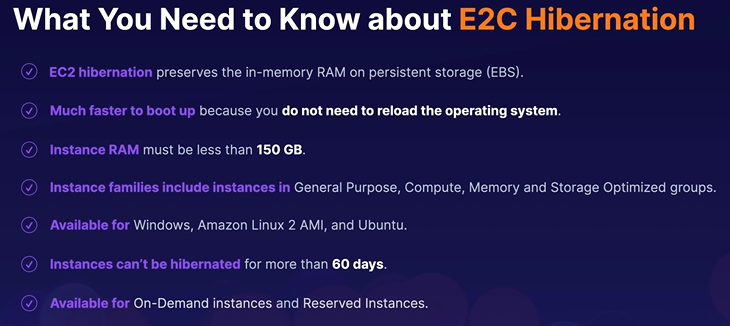 What You Need to Know about E2C Hibernation
EC2 hibernation preserves the in-memory RAM on persistent storage (EBS).
Much faster to boot up because you do not need to reload the operating system.
Instance RAM must be less than 150 GB.
Instance families include instances in General Purpose, Compute, Memory and Storage Optimized groups.
Available for Windows, Amazon Linux 2 AMI, and Ubuntu.
Instances can't be hibernated for more than 60 days.
Available for On-Demand instances and Reserved Instances.